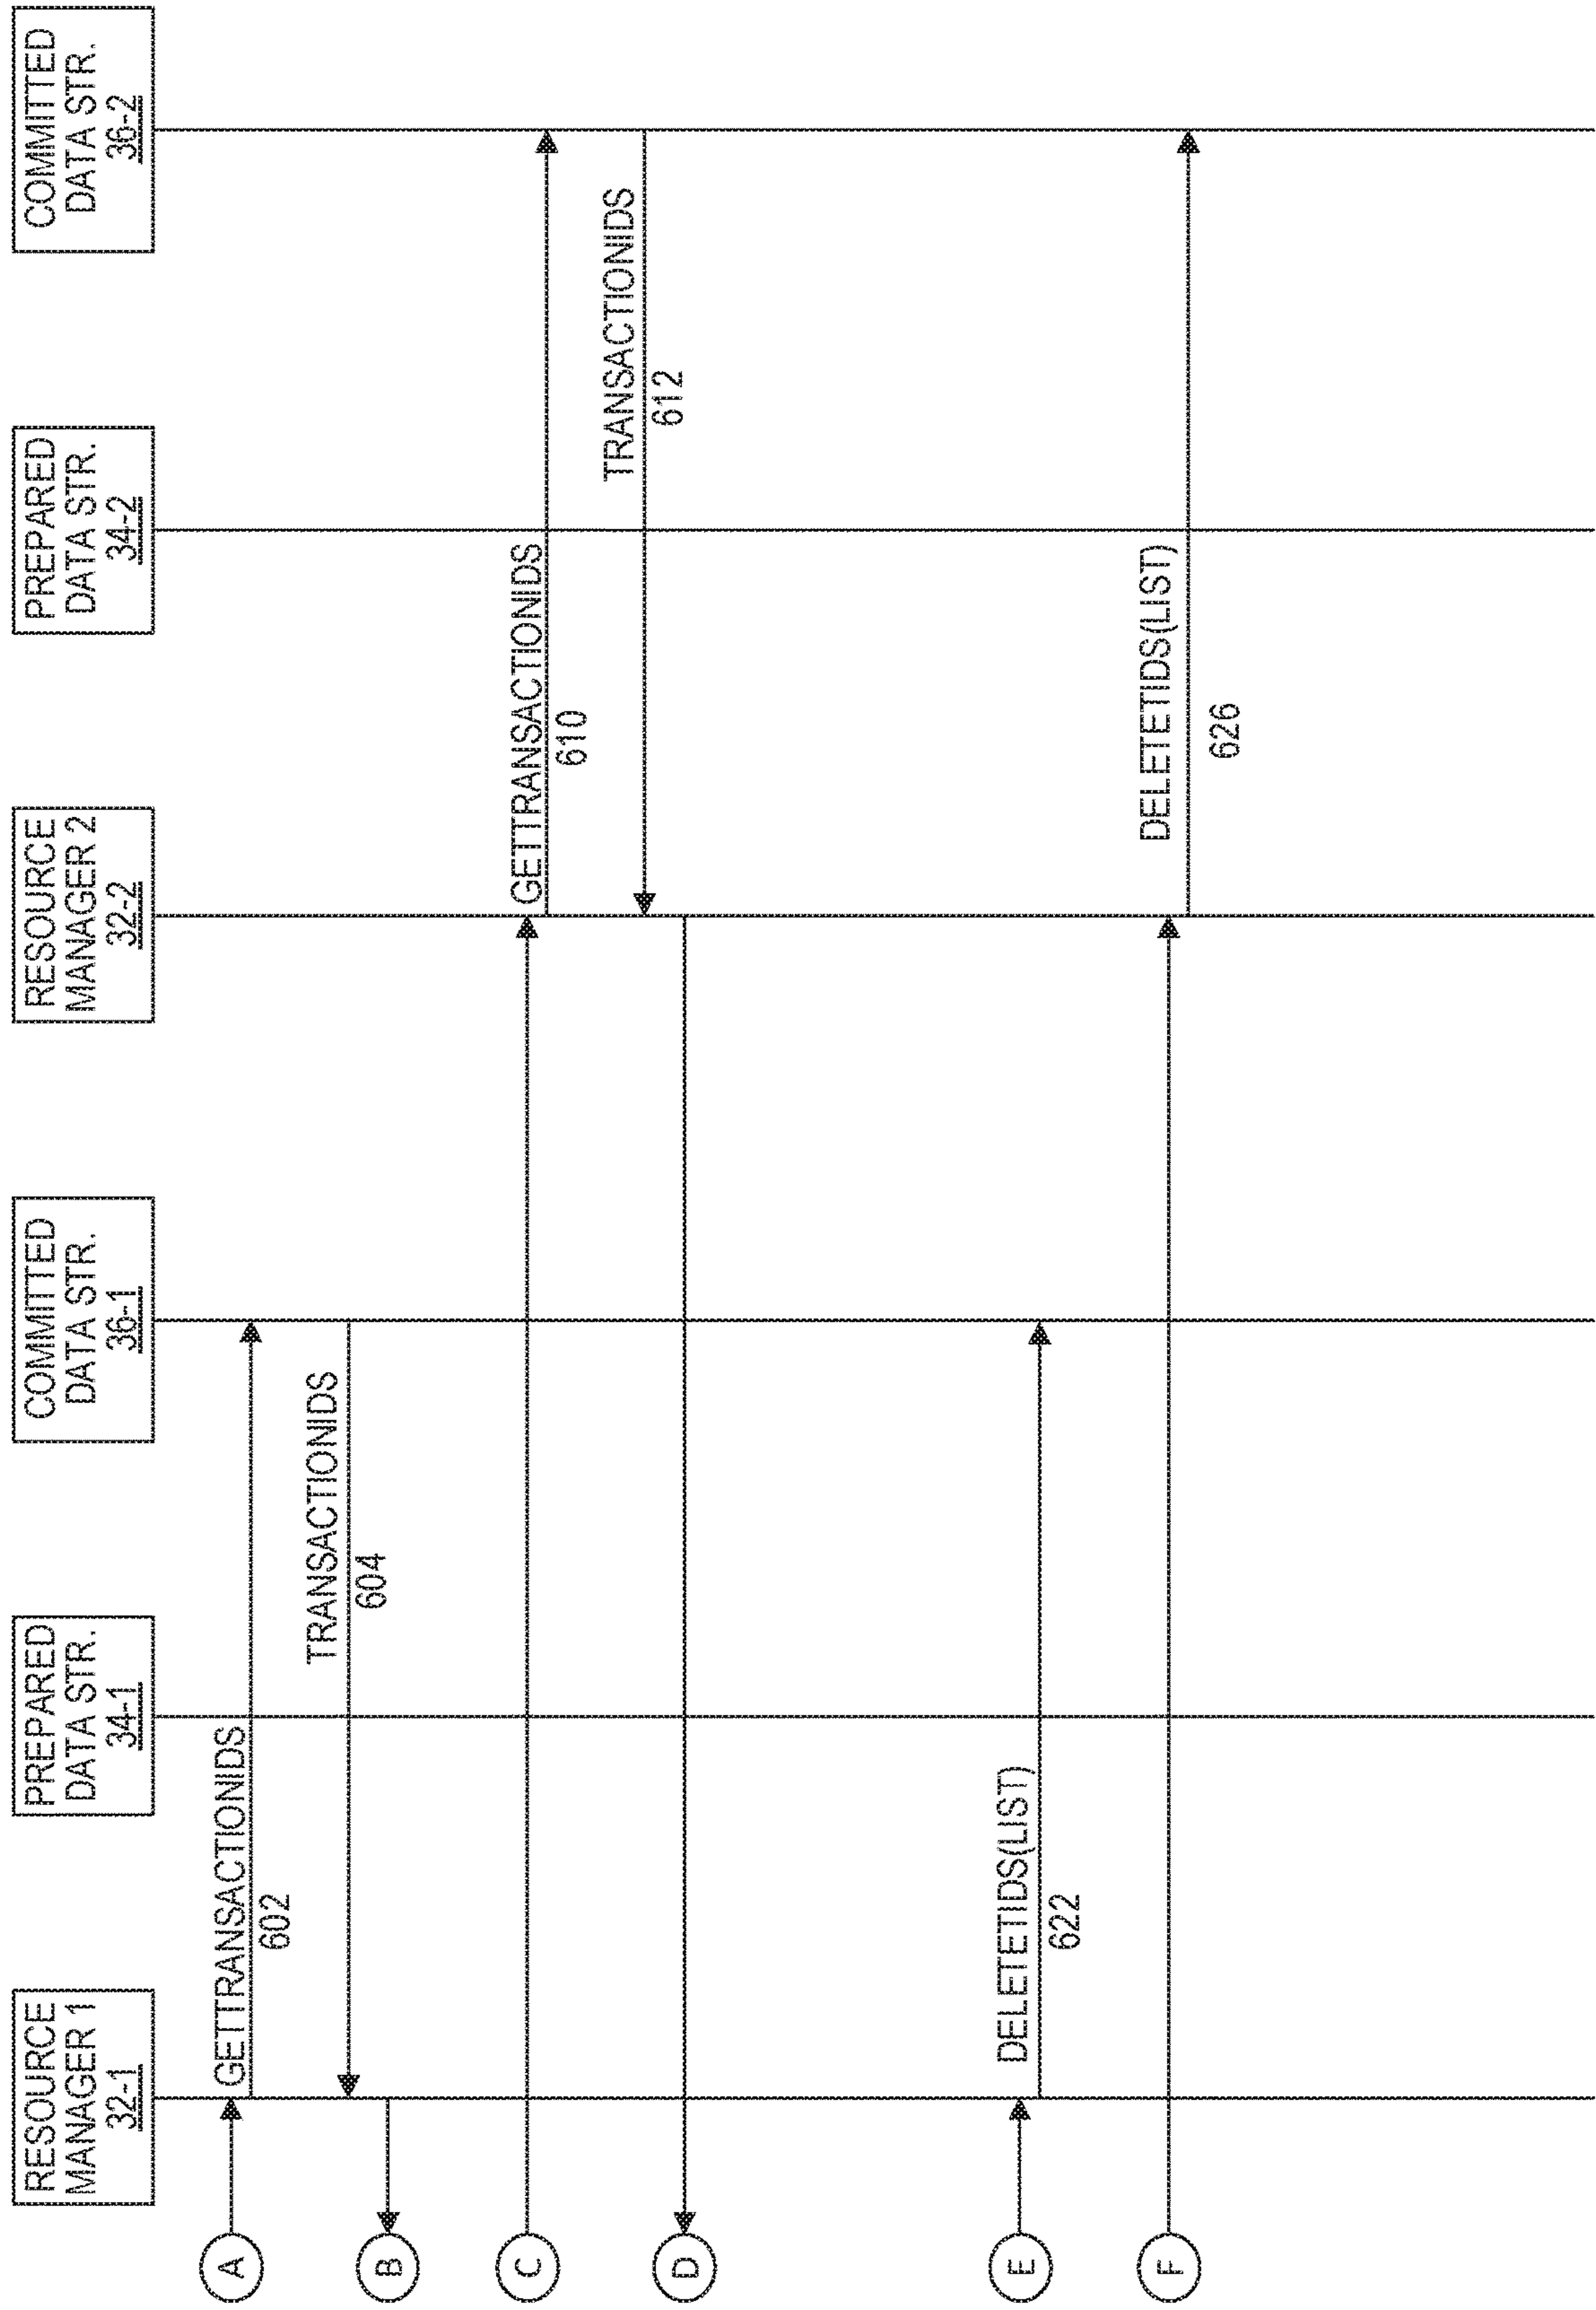 RESOURCE
MANAGER 1
32-1
PREPARED
DATA STR.
34-1
COMMITTED
DATA STR.
36-1
RESOURCE
MANAGER 2
32-2
PREPARED
DATA STR.
34-2
COMMITTED
DATA STR.
36-2
A
GETTRANSACTIONIDS
602
TRANSACTIONIDS
604
B
C
GETTRANSACTIONIDS
610
TRANSACTIONIDS
612
D
E
DELETETIDS(LIST)
622
F
DELETETIDS(LIST)
626